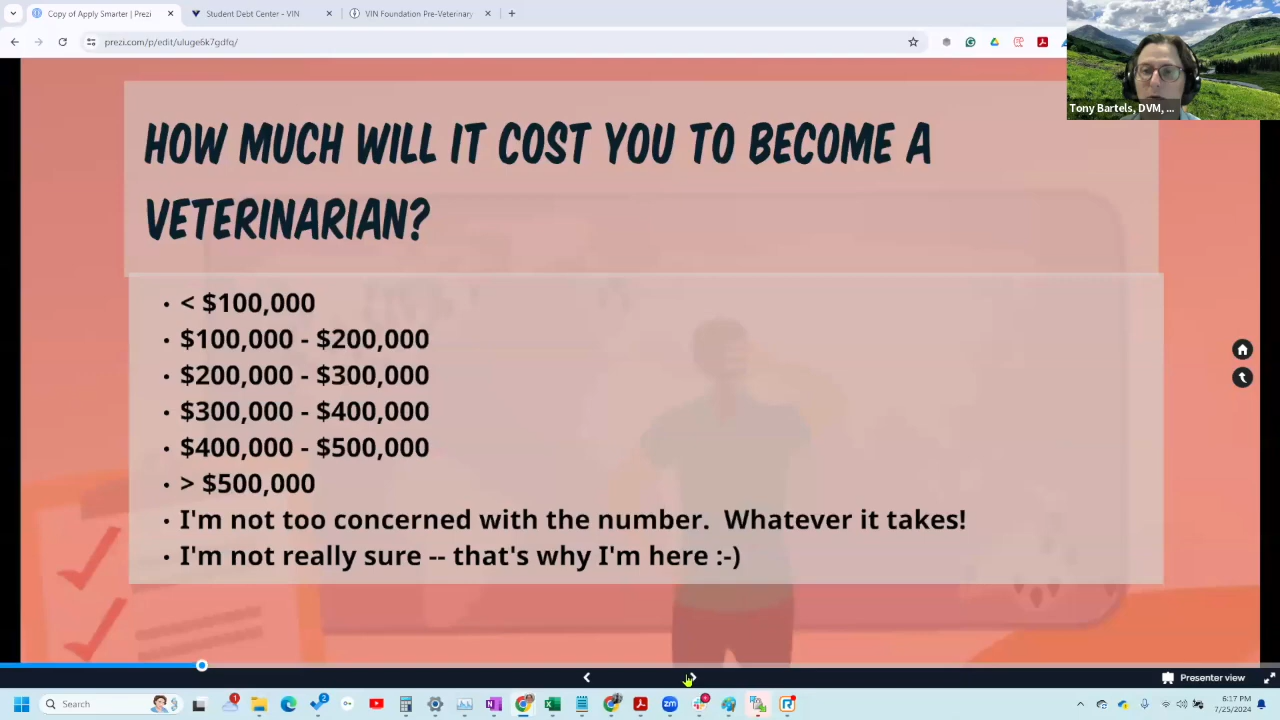 Copy of Apply Smarter | Prezi
Student Debt Center - VIN
VIN Foundation Pre-Veterinary
prezi.com/p/edit/uluge6k7gdfq/
Tony Bartels, DVM, ...
HOW MUCH WILL IT COST YOU TO BECOME A
VETERINARIAN?
• < $100,000
• $100,000 - $200,000
• $200,000 - $300,000
• $300,000 - $400,000
• $400,000 - $500,000
• > $500,000
• I'm not too concerned with the number.  Whatever it takes!
• I'm not really sure -- that's why I'm here :-)
Presenter view
Search
6:17 PM
7/25/2024